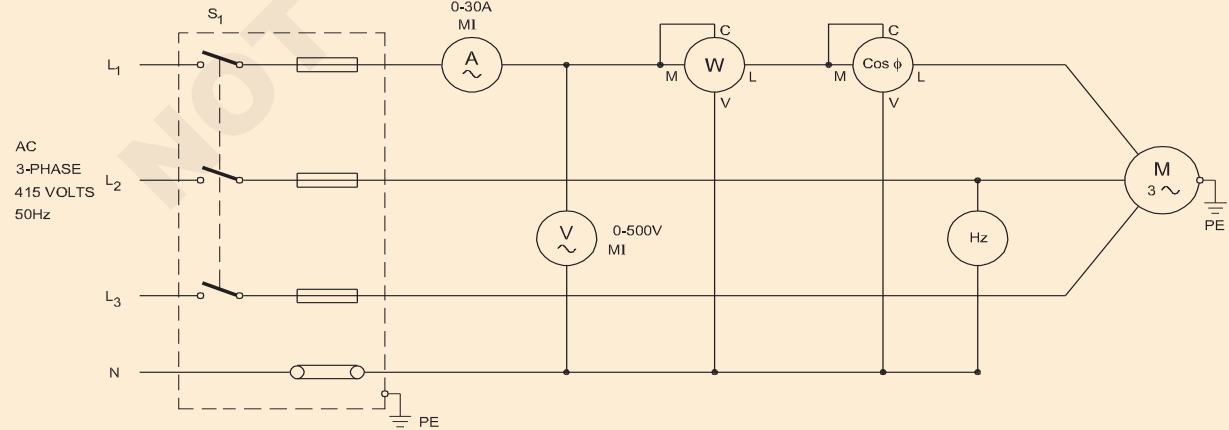 0-30A
MI
S1
NOT
L1
A
C
M
W
L
V
C
M
Cos ϕ
L
V
AC
3-PHASE
415 VOLTS
50Hz
L2
M
3
PE
V
0-500V
MI
Hz
L3
N
PE